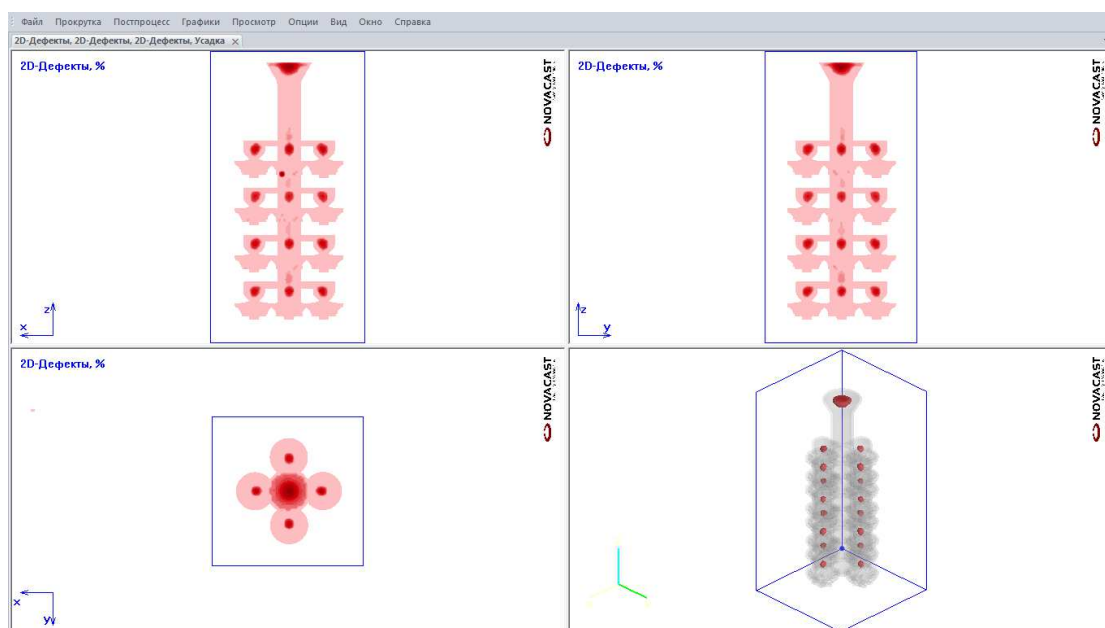 Файл Прокрутка Постпроцесс Графики Просмотр Опции Вид Окно Справка
2D-Дефекты, 2D-Дефекты, 2D-Дефекты, Усадка
2D-Дефекты, %
NOVACAST
z
x
2D-Дефекты, %
NOVACAST
z
y
2D-Дефекты, %
NOVACAST
x
y
NOVACAST